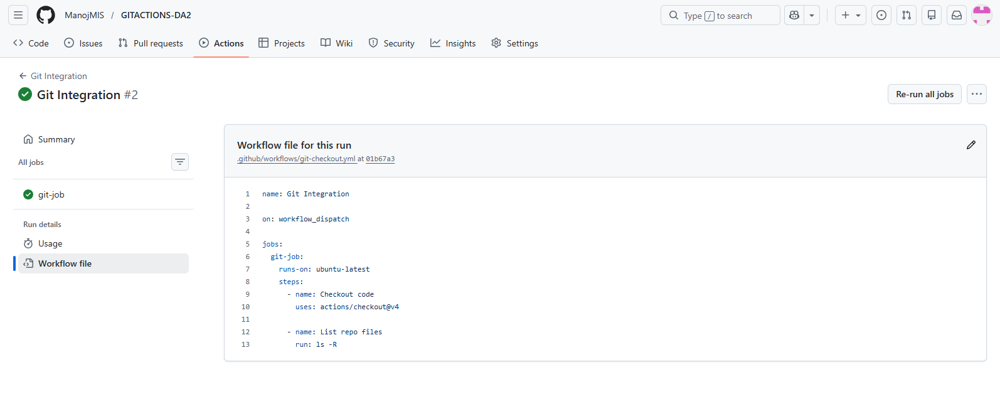 ManojMIS / GITACTIONS-DA2
Type / to search
Code Issues Pull requests Actions Projects Wiki Security Insights Settings
Git Integration
Git Integration #2
Re-run all jobs
Summary
All jobs
git-job
Run details
Usage
Workflow file
Workflow file for this run
.github/workflows/git-checkout.yml at 01b67a3
1 name: Git Integration
2
3 on: workflow_dispatch
4
5 jobs:
6   git-job:
7     runs-on: ubuntu-latest
8     steps:
9       - name: Checkout code
10         uses: actions/checkout@v4
11
12       - name: List repo files
13         run: ls -R